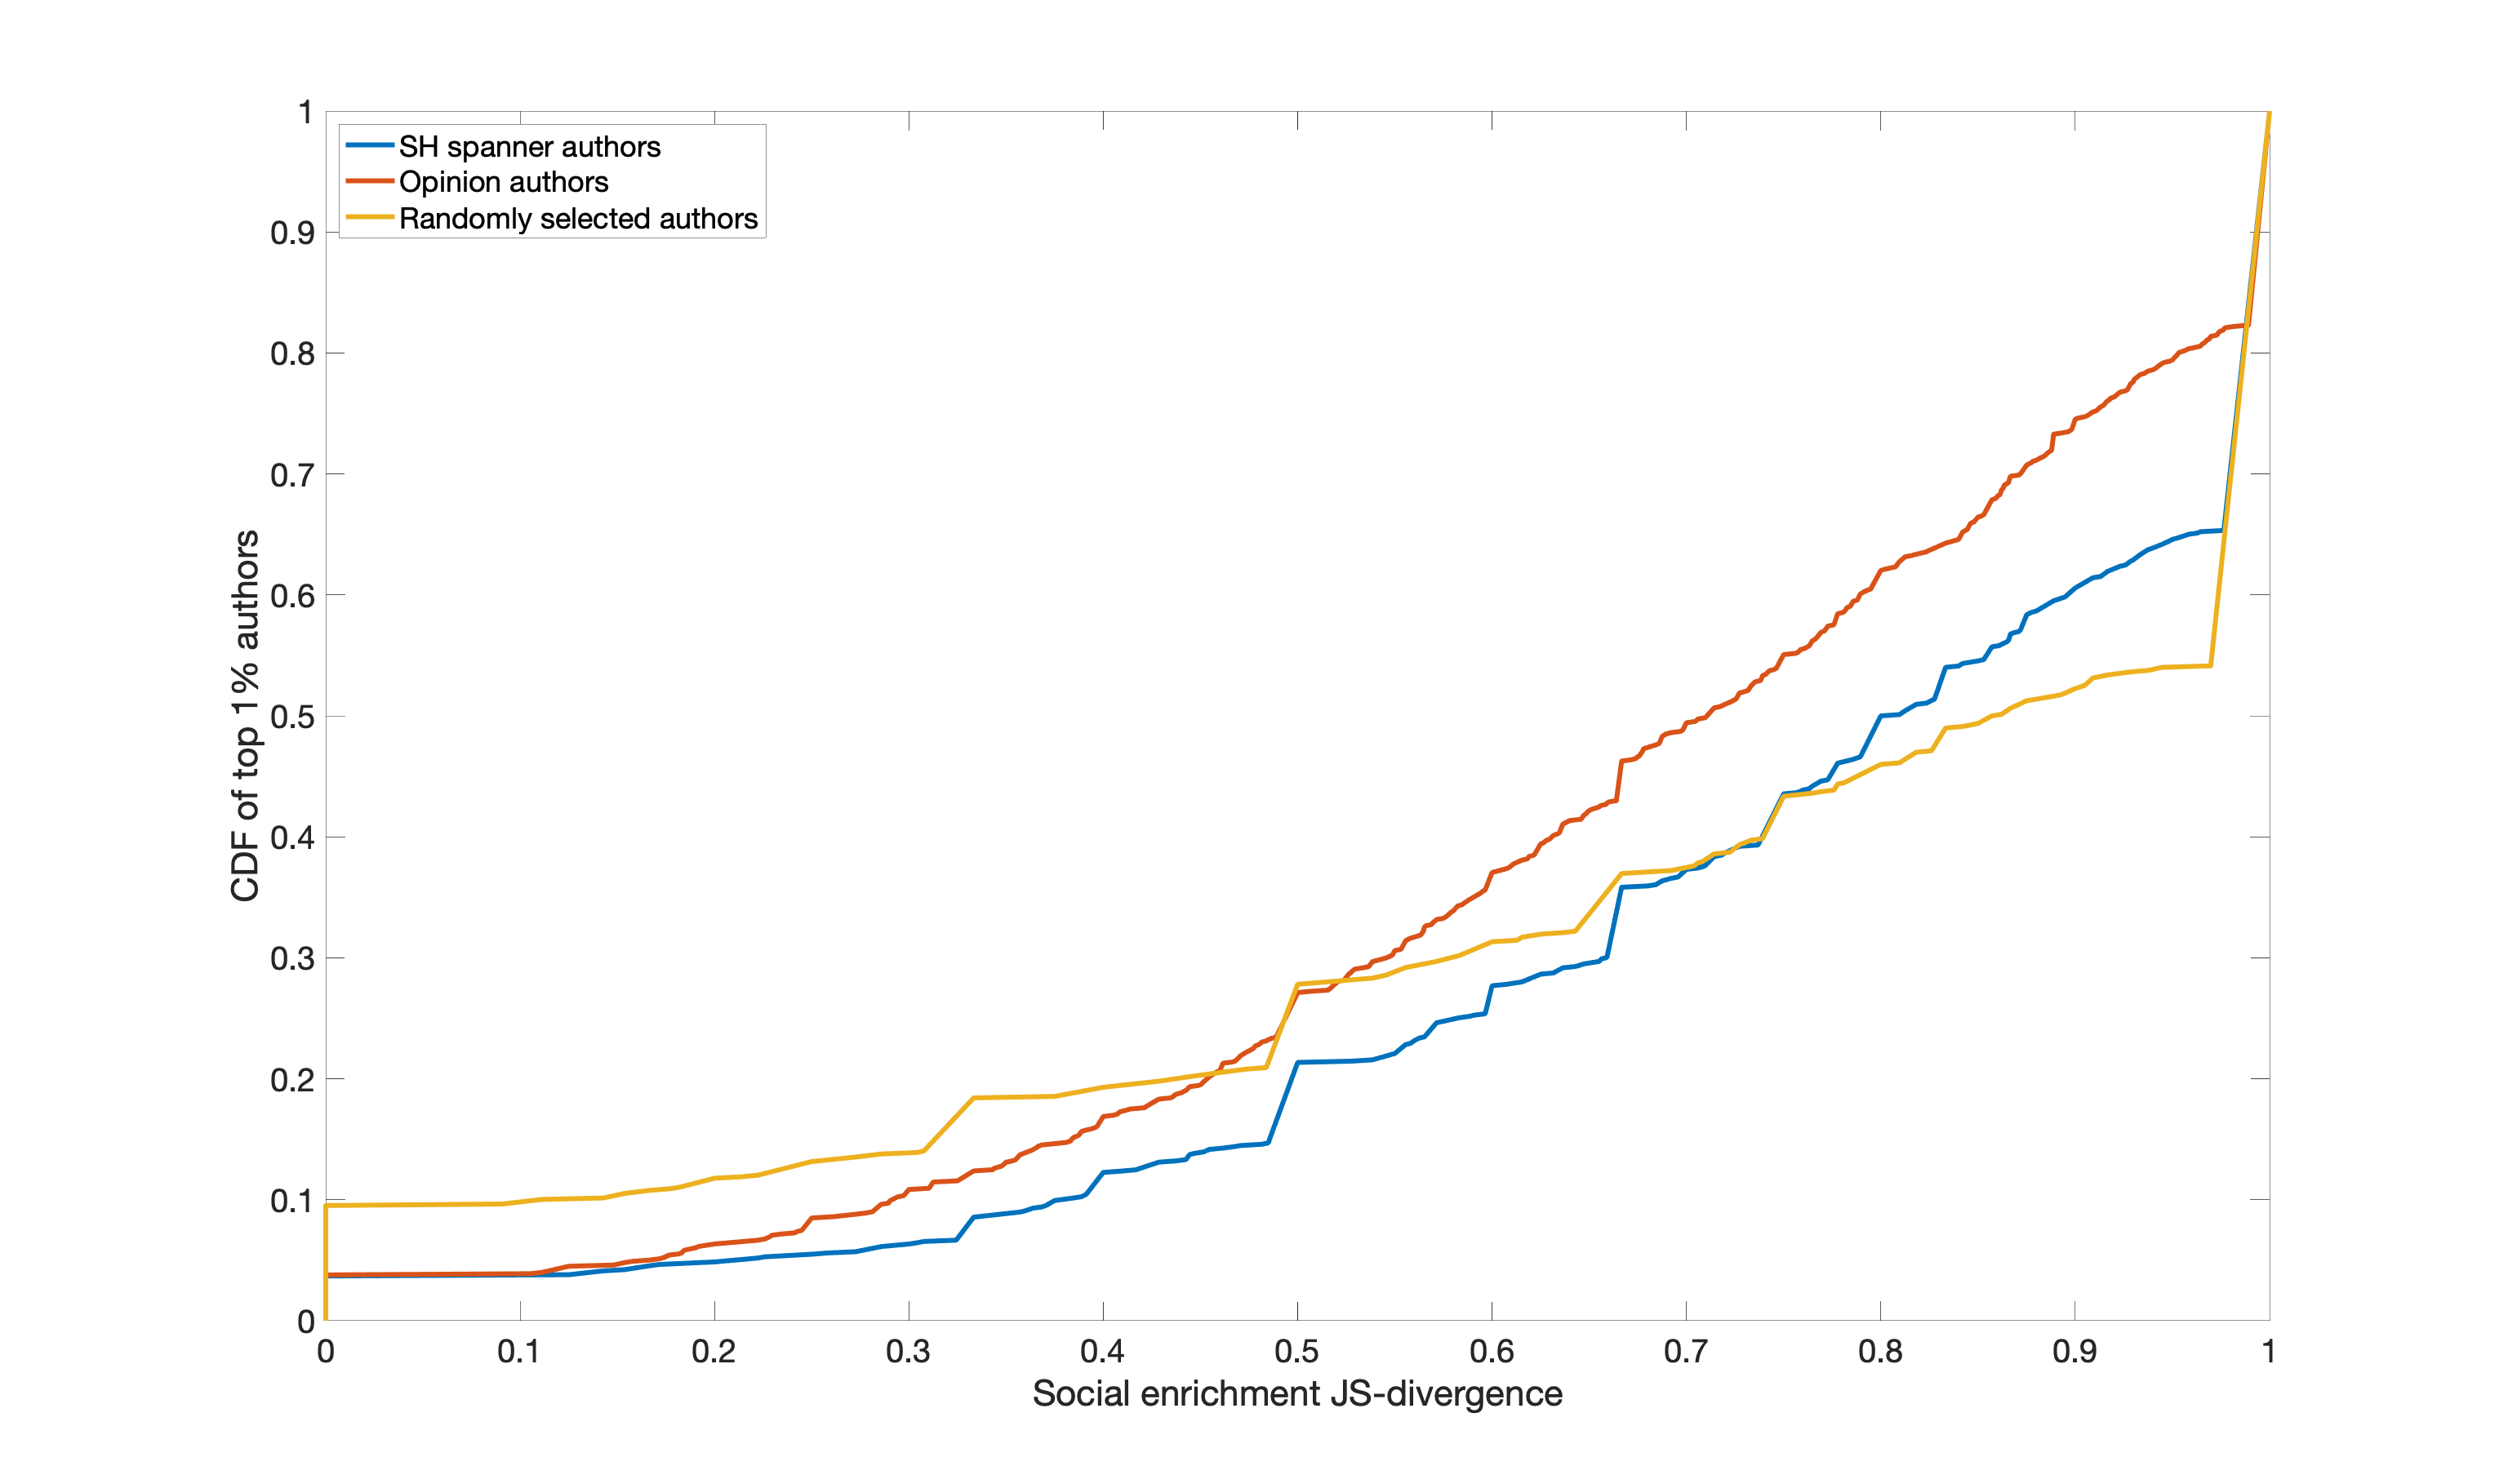 SH spanner authors
Opinion authors
Randomly selected authors
1
0.9
0.8
0.7
0.6
0.5
0.4
0.3
0.2
0.1
0
CDF of top 1% authors
0 0.1 0.2 0.3 0.4 0.5 0.6 0.7 0.8 0.9 1
Social enrichment JS-divergence